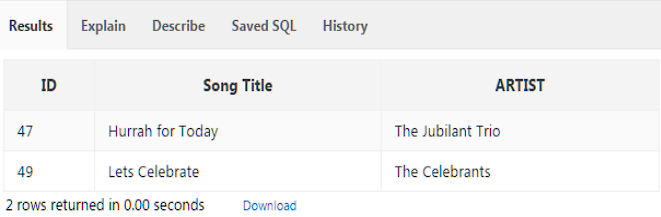 Results Explain Describe Saved SQL History
ID Song Title ARTIST
47 Hurrah for Today The Jubilant Trio
49 Lets Celebrate The Celebrants
2 rows returned in 0.00 seconds Download